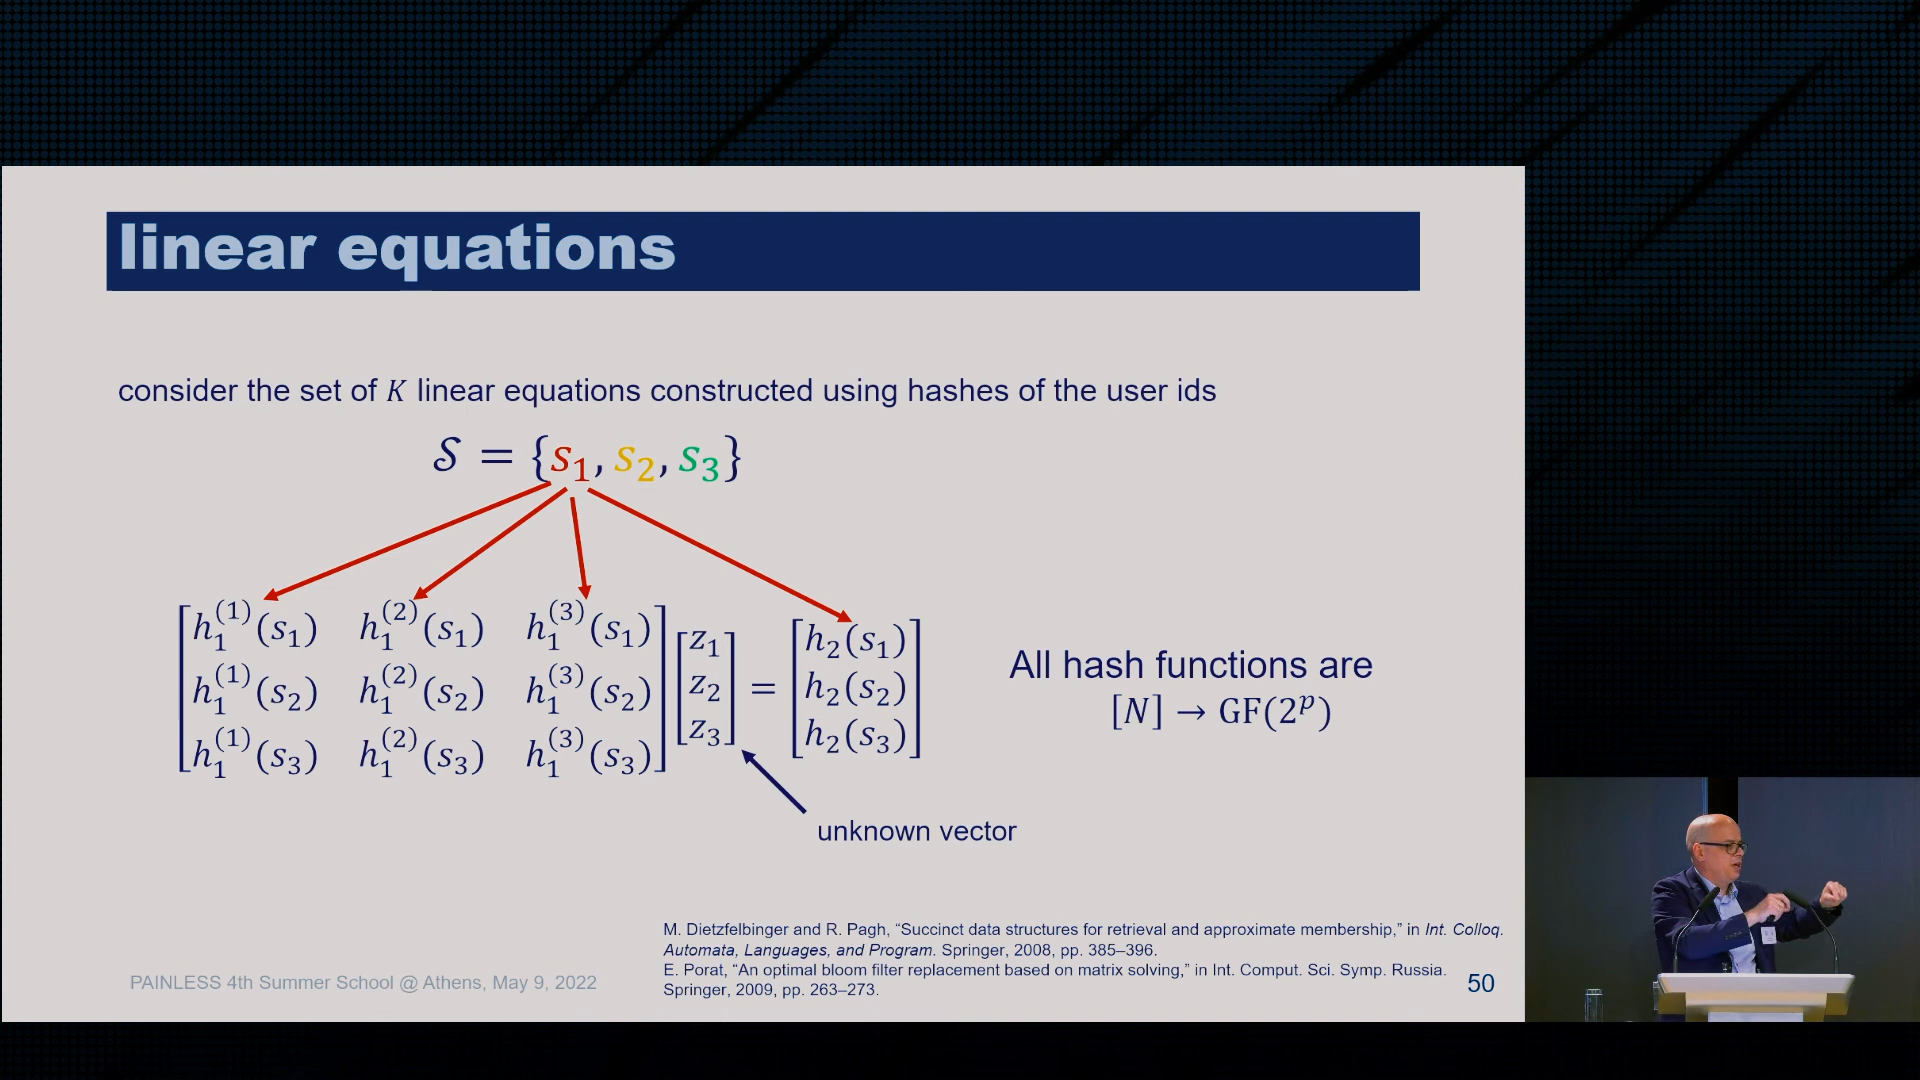 linear equations
consider the set of K linear equations constructed using hashes of the user ids
𝒮 = {s₁, s₂, s₃}
[h₁⁽¹⁾(s₁) h₁⁽²⁾(s₁) h₁⁽³⁾(s₁)] [z₁] [h₂(s₁)]
[h₁⁽¹⁾(s₂) h₁⁽²⁾(s₂) h₁⁽³⁾(s₂)] [z₂] = [h₂(s₂)]
[h₁⁽¹⁾(s₃) h₁⁽²⁾(s₃) h₁⁽³⁾(s₃)] [z₃] [h₂(s₃)]
All hash functions are
[N] → GF(2ᵖ)
unknown vector
M. Dietzfelbinger and R. Pagh, “Succinct data structures for retrieval and approximate membership,” in Int. Colloq.
Automata, Languages, and Program. Springer, 2008, pp. 385–396.
E. Porat, “An optimal bloom filter replacement based on matrix solving,” in Int. Comput. Sci. Symp. Russia.
Springer, 2009, pp. 263–273.
PAINLESS 4th Summer School @ Athens, May 9, 2022
50